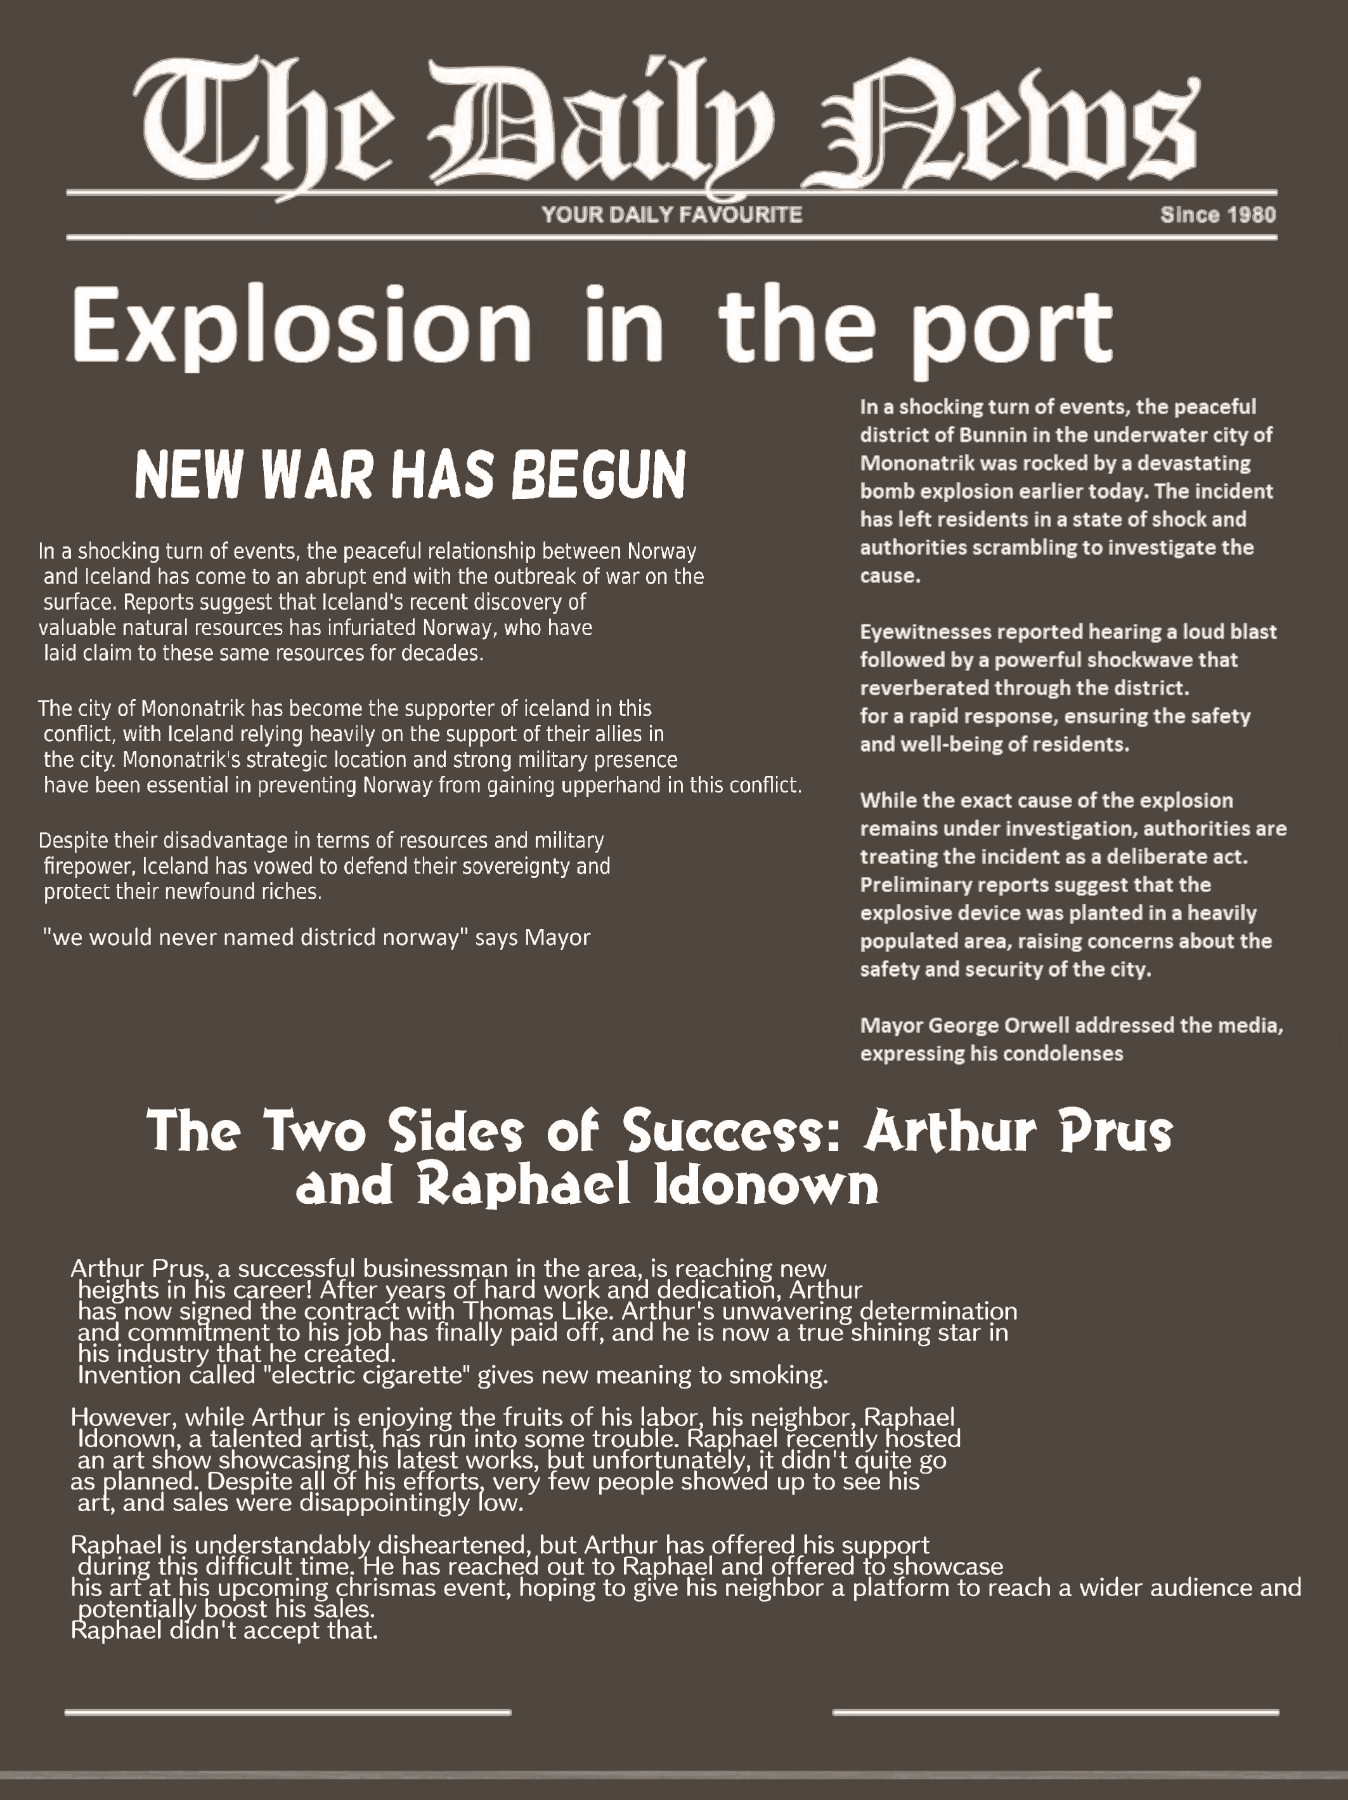 The Daily News
YOUR DAILY FAVOURITE
Since 1980
Explosion in the port
NEW WAR HAS BEGUN
In a shocking turn of events, the peaceful relationship between Norway
and Iceland has come to an abrupt end with the outbreak of war on the
surface. Reports suggest that Iceland's recent discovery of
valuable natural resources has infuriated Norway, who have
laid claim to these same resources for decades.
The city of Mononatrik has become the supporter of iceland in this
conflict, with Iceland relying heavily on the support of their allies in
the city. Mononatrik's strategic location and strong military presence
have been essential in preventing Norway from gaining upperhand in this conflict.
Despite their disadvantage in terms of resources and military
firepower, Iceland has vowed to defend their sovereignty and
protect their newfound riches.
"we would never named districd norway" says Mayor
In a shocking turn of events, the peaceful
district of Bunnin in the underwater city of
Mononatrik was rocked by a devastating
bomb explosion earlier today. The incident
has left residents in a state of shock and
authorities scrambling to investigate the
cause.
Eyewitnesses reported hearing a loud blast
followed by a powerful shockwave that
reverberated through the district.
for a rapid response, ensuring the safety
and well-being of residents.
While the exact cause of the explosion
remains under investigation, authorities are
treating the incident as a deliberate act.
Preliminary reports suggest that the
explosive device was planted in a heavily
populated area, raising concerns about the
safety and security of the city.
Mayor George Orwell addressed the media,
expressing his condolenses
The Two Sides of Success: Arthur Prus
and Raphael Idonown
Arthur Prus, a successful businessman in the area, is reaching new
heights in his career! After years of hard work and dedication, Arthur
has now signed the contract with Thomas Like. Arthur's unwavering determination
and commitment to his job has finally paid off, and he is now a true shining star in
his industry that he created.
Invention called "electric cigarette" gives new meaning to smoking.
However, while Arthur is enjoying the fruits of his labor, his neighbor, Raphael
Idonown, a talented artist, has run into some trouble. Raphael recently hosted
an art show showcasing his latest works, but unfortunately, it didn't quite go
as planned. Despite all of his efforts, very few people showed up to see his
art, and sales were disappointingly low.
Raphael is understandably disheartened, but Arthur has offered his support
during this difficult time. He has reached out to Raphael and offered to showcase
his art at his upcoming chrismas event, hoping to give his neighbor a platform to reach a wider audience and
potentially boost his sales.
Raphael didn't accept that.